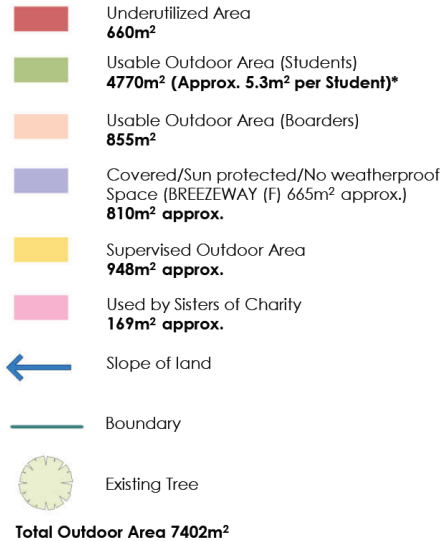 Underutilized Area
660m²
Usable Outdoor Area (Students)
4770m² (Approx. 5.3m² per Student)*
Usable Outdoor Area (Boarders)
855m²
Covered/Sun protected/No weatherproof
Space (BREEZEWAY (F) 665m² approx.)
810m² approx.
Supervised Outdoor Area
948m² approx.
Used by Sisters of Charity
169m² approx.
Slope of land
Boundary
Existing Tree
Total Outdoor Area 7402m²